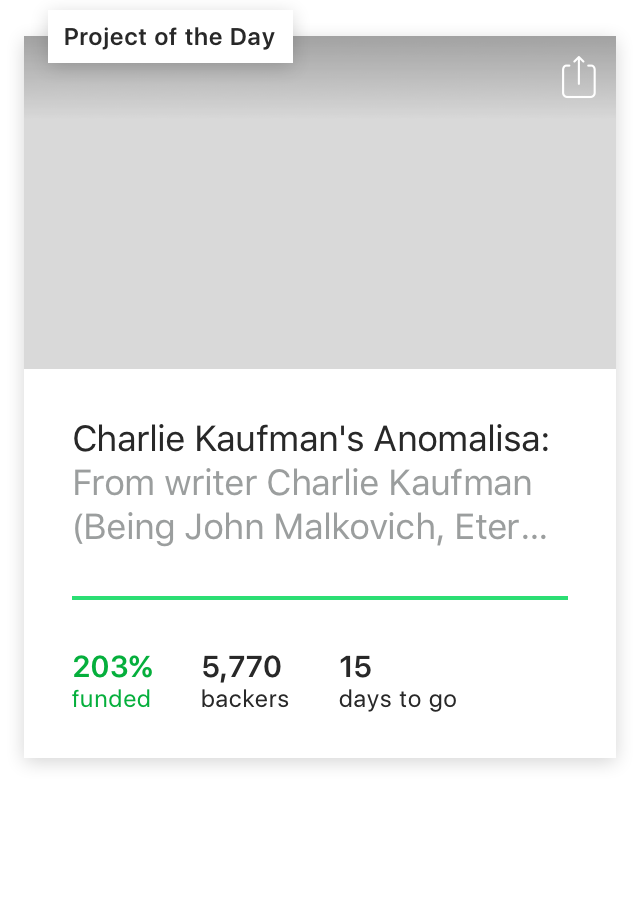 Project of the Day
Charlie Kaufman's Anomalisa:
From writer Charlie Kaufman
(Being John Malkovich, Eter…
203% 5,770 15
funded backers days to go